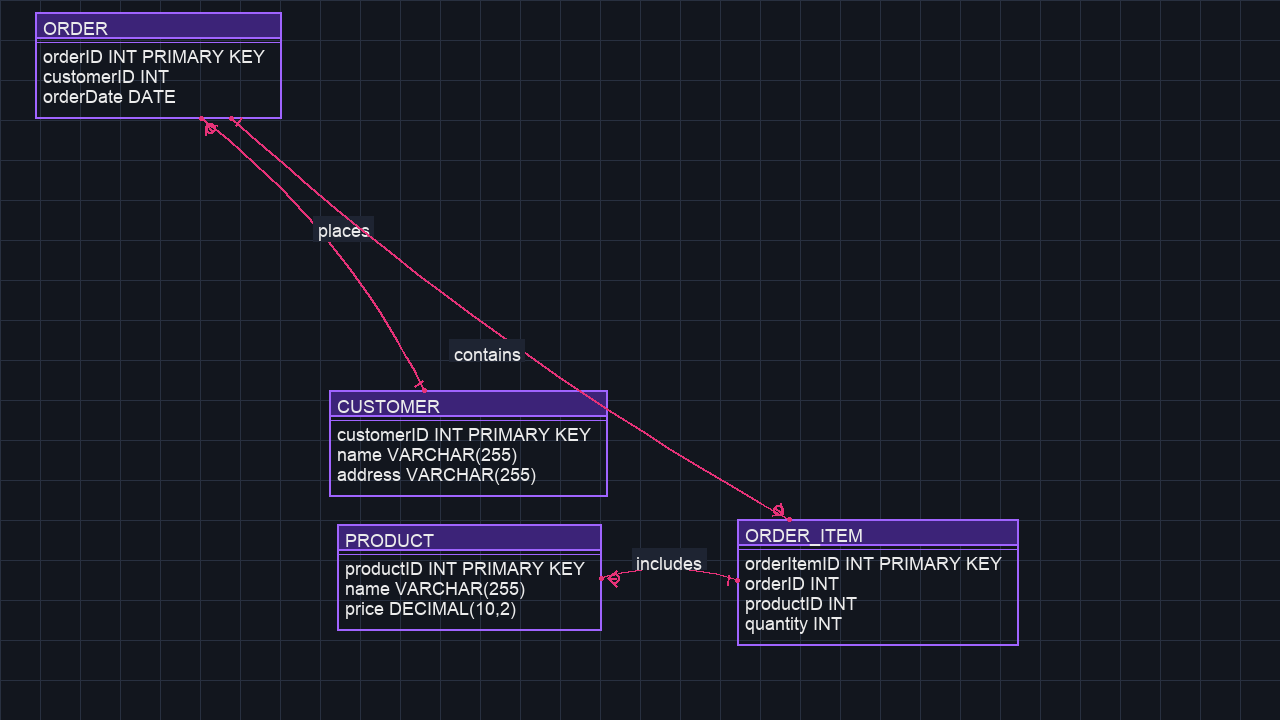 ORDER
orderID INT PRIMARY KEY
customerID INT
orderDate DATE
places
contains
CUSTOMER
customerID INT PRIMARY KEY
name VARCHAR(255)
address VARCHAR(255)
PRODUCT
productID INT PRIMARY KEY
name VARCHAR(255)
price DECIMAL(10,2)
includes
ORDER_ITEM
orderItemID INT PRIMARY KEY
orderID INT
productID INT
quantity INT